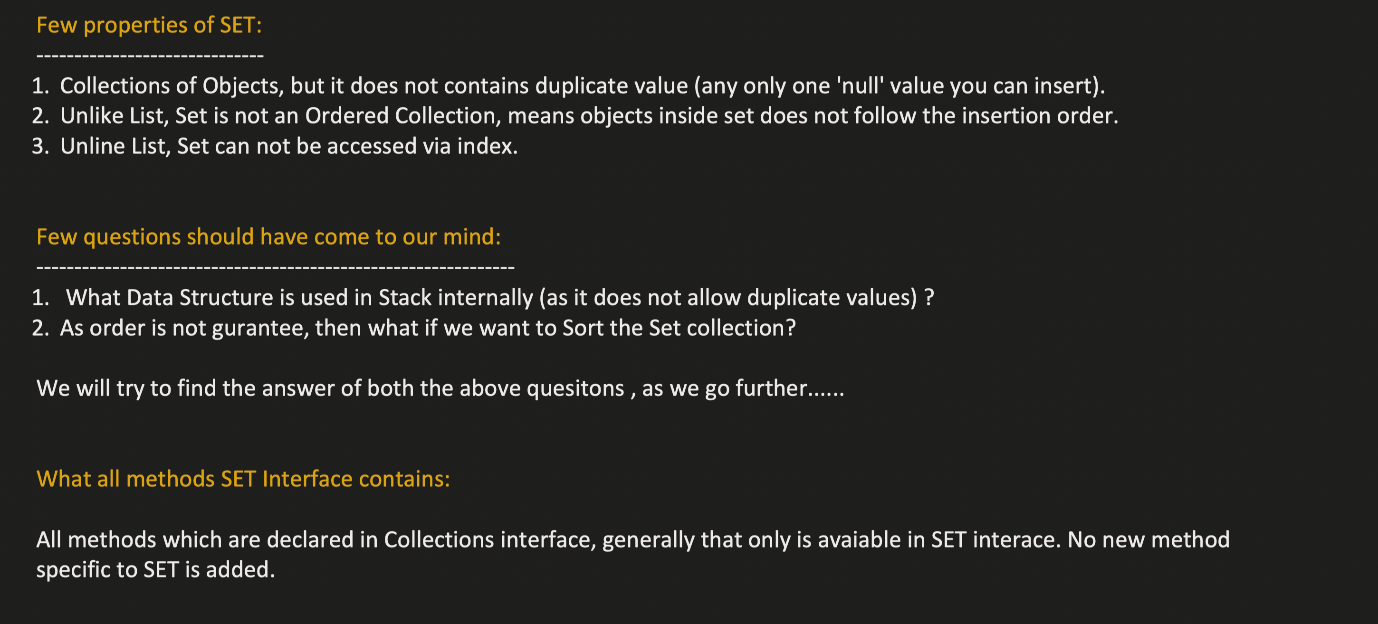 Few properties of SET:
------------------------------
1. Collections of Objects, but it does not contains duplicate value (any only one 'null' value you can insert).
2. Unlike List, Set is not an Ordered Collection, means objects inside set does not follow the insertion order.
3. Unline List, Set can not be accessed via index.
Few questions should have come to our mind:
---------------------------------------------------------------
1. What Data Structure is used in Stack internally (as it does not allow duplicate values) ?
2. As order is not gurantee, then what if we want to Sort the Set collection?
We will try to find the answer of both the above quesitons , as we go further......
What all methods SET Interface contains:
All methods which are declared in Collections interface, generally that only is avaiable in SET interace. No new method
specific to SET is added.